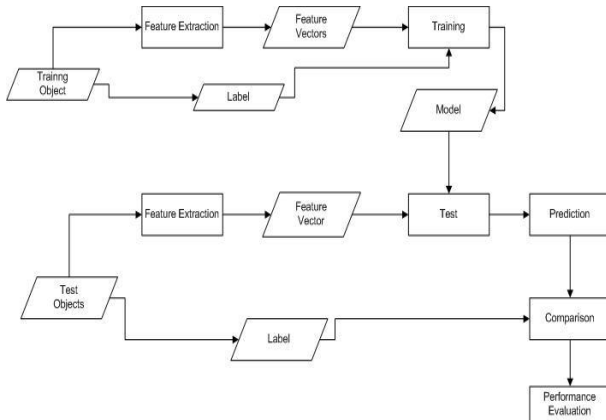 Feature Extraction
Feature
Vectors
Training
Trainng
Object
Label
Model
Feature Extraction
Feature
Vector
Test
Prediction
Test
Objects
Label
Comparison
Performance
Evaluation